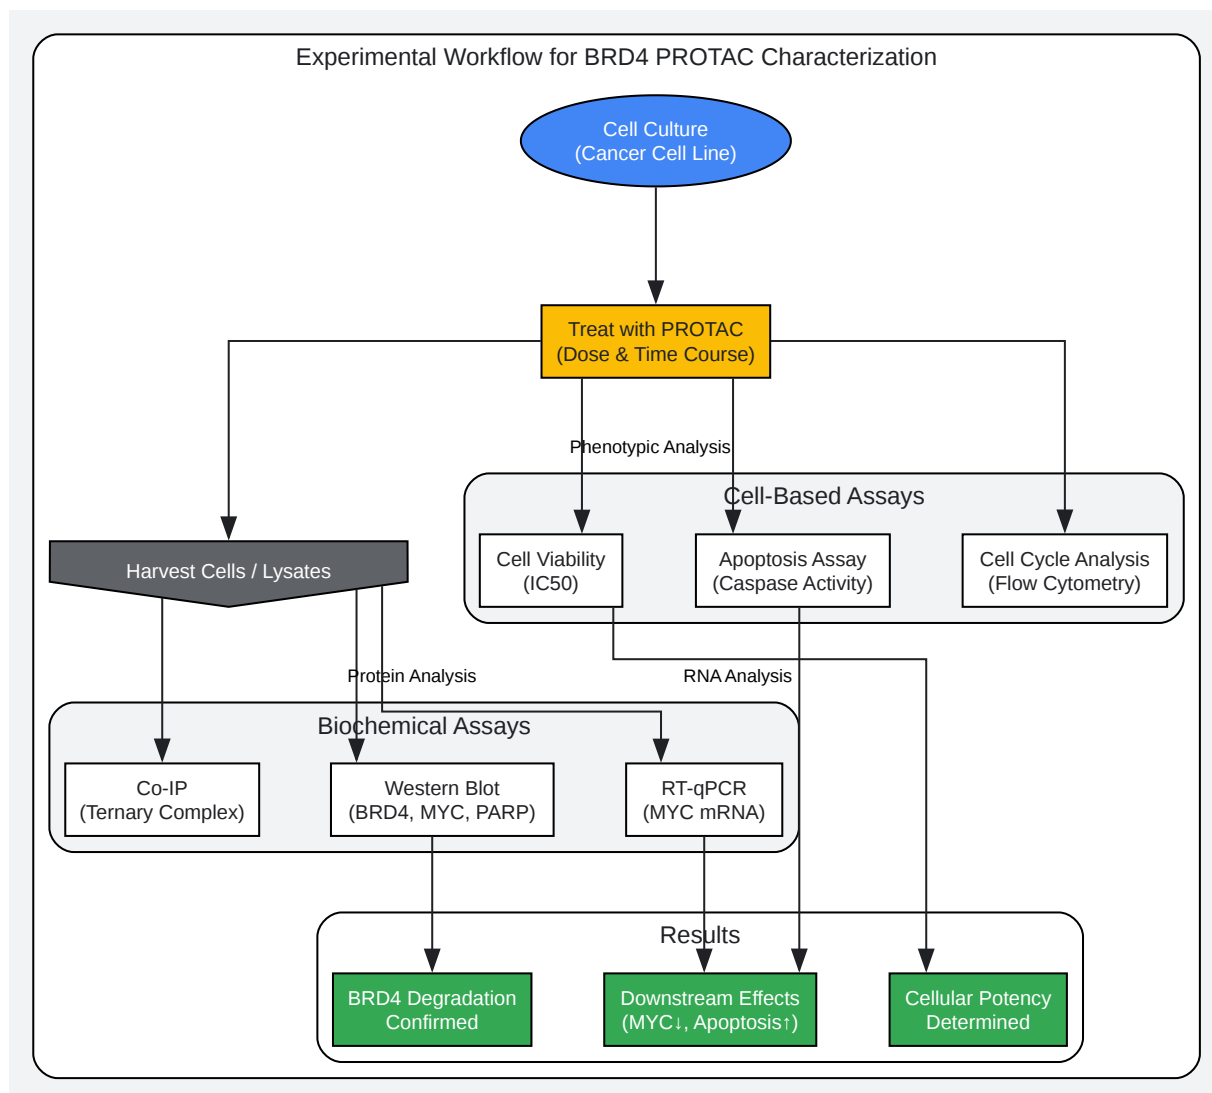 Experimental Workflow for BRD4 PROTAC Characterization
Cell Culture
(Cancer Cell Line)
Treat with PROTAC
(Dose & Time Course)
Phenotypic Analysis
Cell-Based Assays
Cell Viability
(IC50)
Apoptosis Assay
(Caspase Activity)
Cell Cycle Analysis
(Flow Cytometry)
Harvest Cells / Lysates
Protein Analysis
RNA Analysis
Biochemical Assays
Co-IP
(Ternary Complex)
Western Blot
(BRD4, MYC, PARP)
RT-qPCR
(MYC mRNA)
Results
BRD4 Degradation
Confirmed
Downstream Effects
(MYC↓, Apoptosis↑)
Cellular Potency
Determined